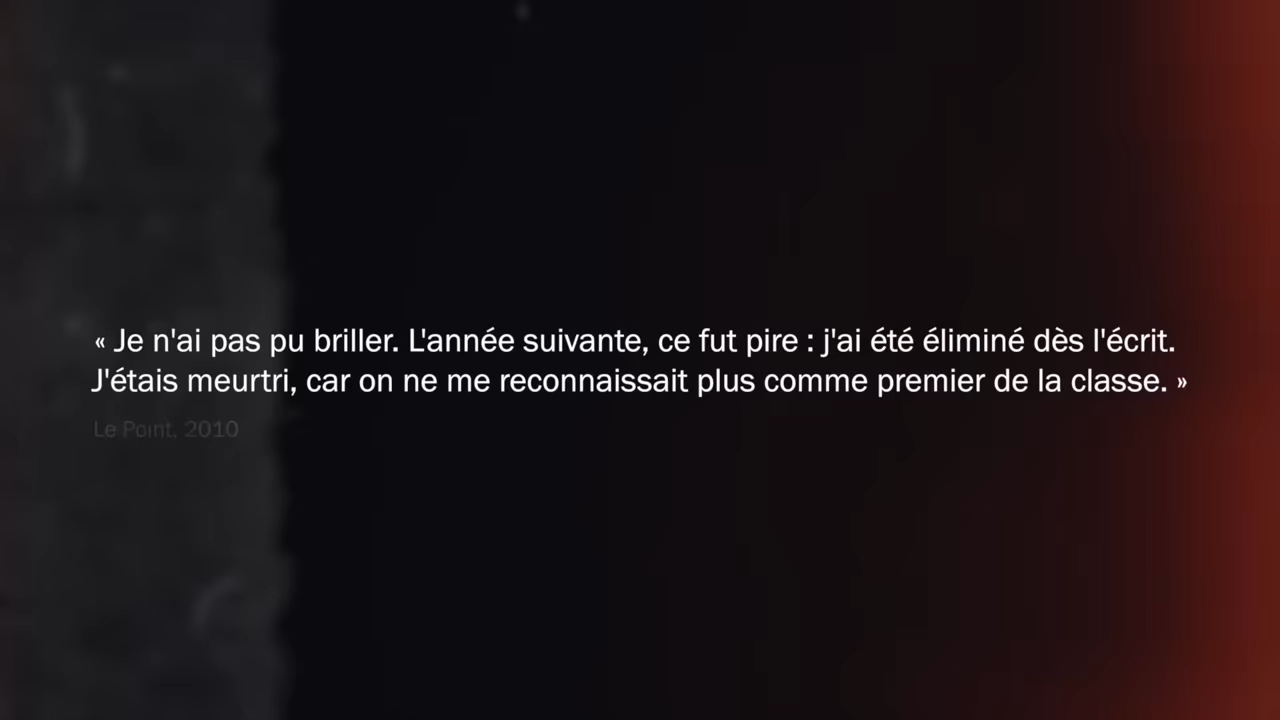 « Je n'ai pas pu briller. L'année suivante, ce fut pire : j'ai été éliminé dès l'écrit.
J'étais meurtri, car on ne me reconnaissait plus comme premier de la classe. »
Le Point, 2010